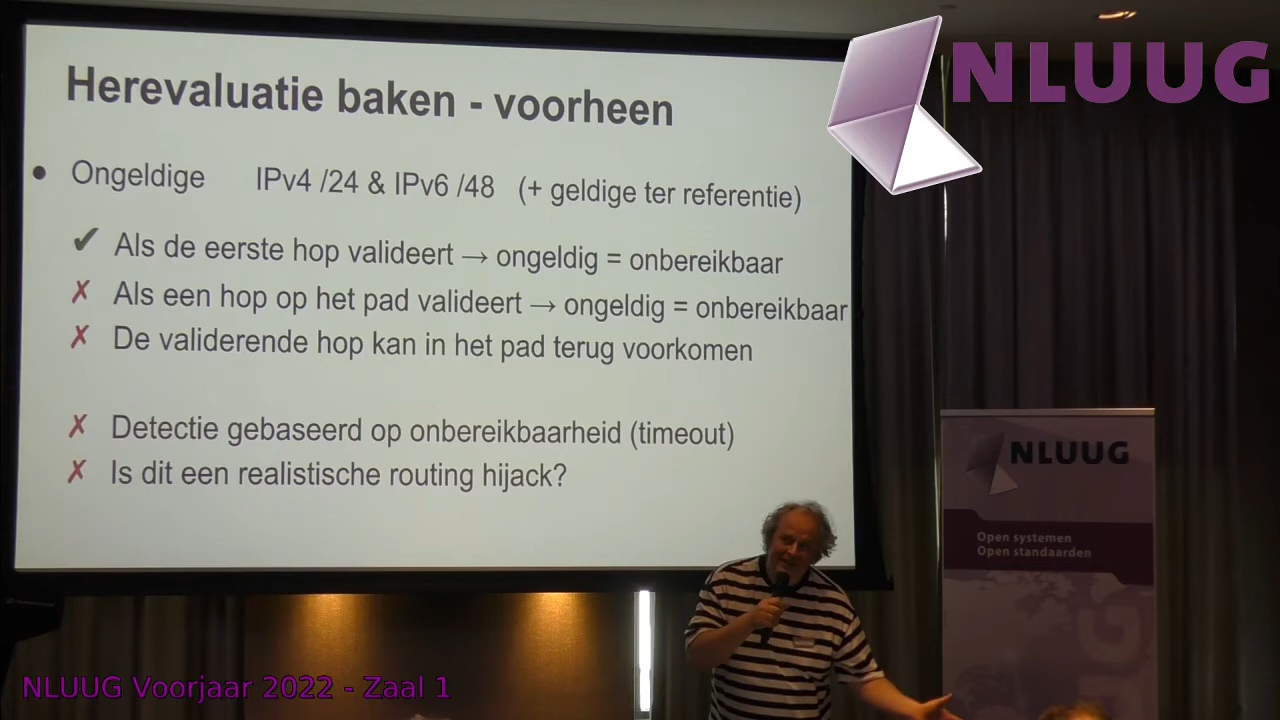 NLUUG
Herevaluatie baken - voorheen
• Ongeldige IPv4 /24 & IPv6 /48 (+ geldige ter referentie)
✔ Als de eerste hop valideert → ongeldig = onbereikbaar
✗ Als een hop op het pad valideert → ongeldig = onbereikbaar
✗ De validerende hop kan in het pad terug voorkomen
✗ Detectie gebaseerd op onbereikbaarheid (timeout)
✗ Is dit een realistische routing hijack?
NLUUG
Open systemen
Open standaarden
NLUUG Voorjaar 2022 - Zaal 1